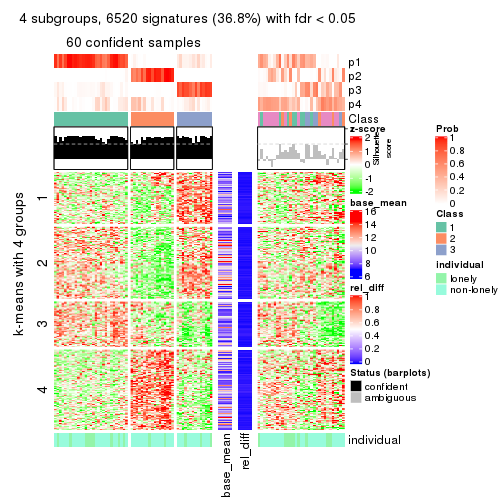 4 subgroups, 6520 signatures (36.8%) with fdr < 0.05
60 confident samples
p1
p2
p3
p4
Class
z-score
2
1
0
-1
-2
Silhouette
score
Prob
1
0.8
0.6
0.4
0.2
0
base_mean
16
14
12
10
8
6
Class
1
2
3
individual
lonely
non-lonely
rel_diff
1
0.8
0.6
0.4
0.2
0
Status (barplots)
confident
ambiguous
k-means with 4 groups
1
2
3
4
individual
base_mean
rel_diff